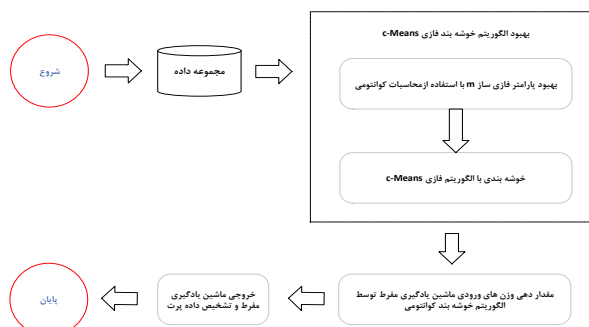 بهبود الگوریتم خوشه بند فازی c-Means
شروع
مجموعه داده
بهبود پارامتر فازی ساز m با استفاده ازمحاسبات کوانتومی
خوشه بندی با الگوریتم فازی c-Means
مقدار دهی وزن های ورودی ماشین یادگیری مفرط توسط
الگوریتم خوشه بند کوانتومی
خروجی ماشین یادگیری
مفرط و تشخیص داده پرت
پایان